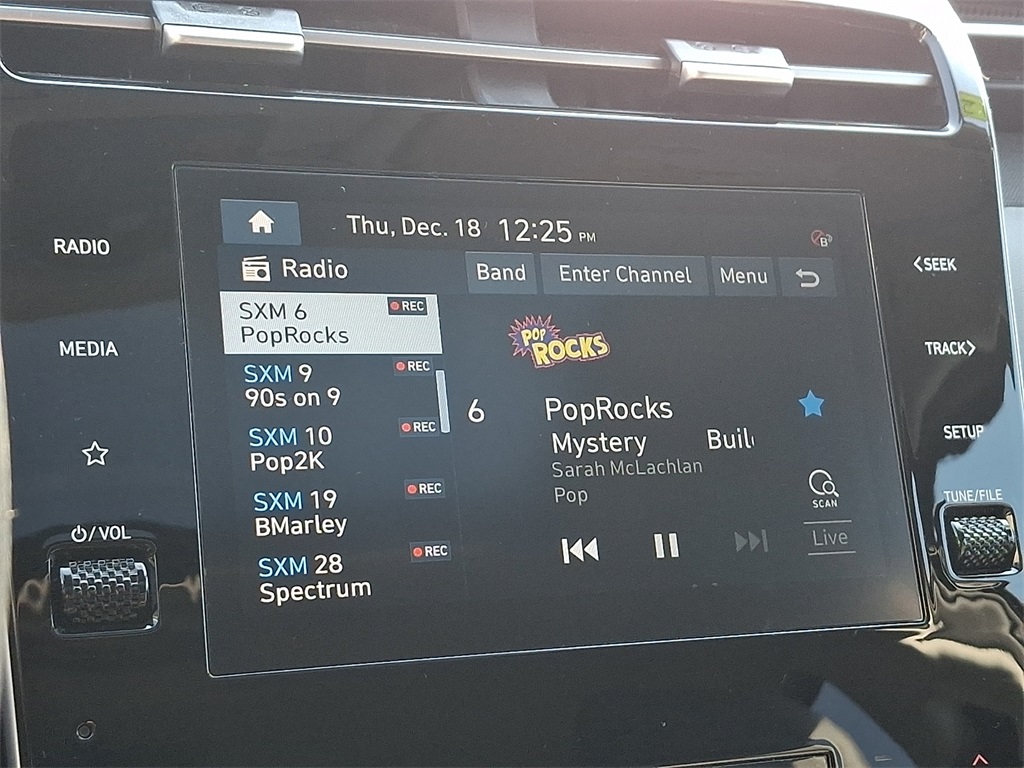 Thu, Dec. 18 12:25 PM
B
Radio
Band
Enter Channel
Menu
SXM 6 REC
PopRocks
SXM 9 REC
90s on 9
SXM 10 REC
Pop2K
SXM 19 REC
BMarley
SXM 28 REC
Spectrum
POP
ROCKS
6
PopRocks
Mystery Buil
Sarah McLachlan
Pop
SCAN
Live
RADIO
MEDIA
/ VOL
SEEK
TRACK
SETUP
TUNE/FILE